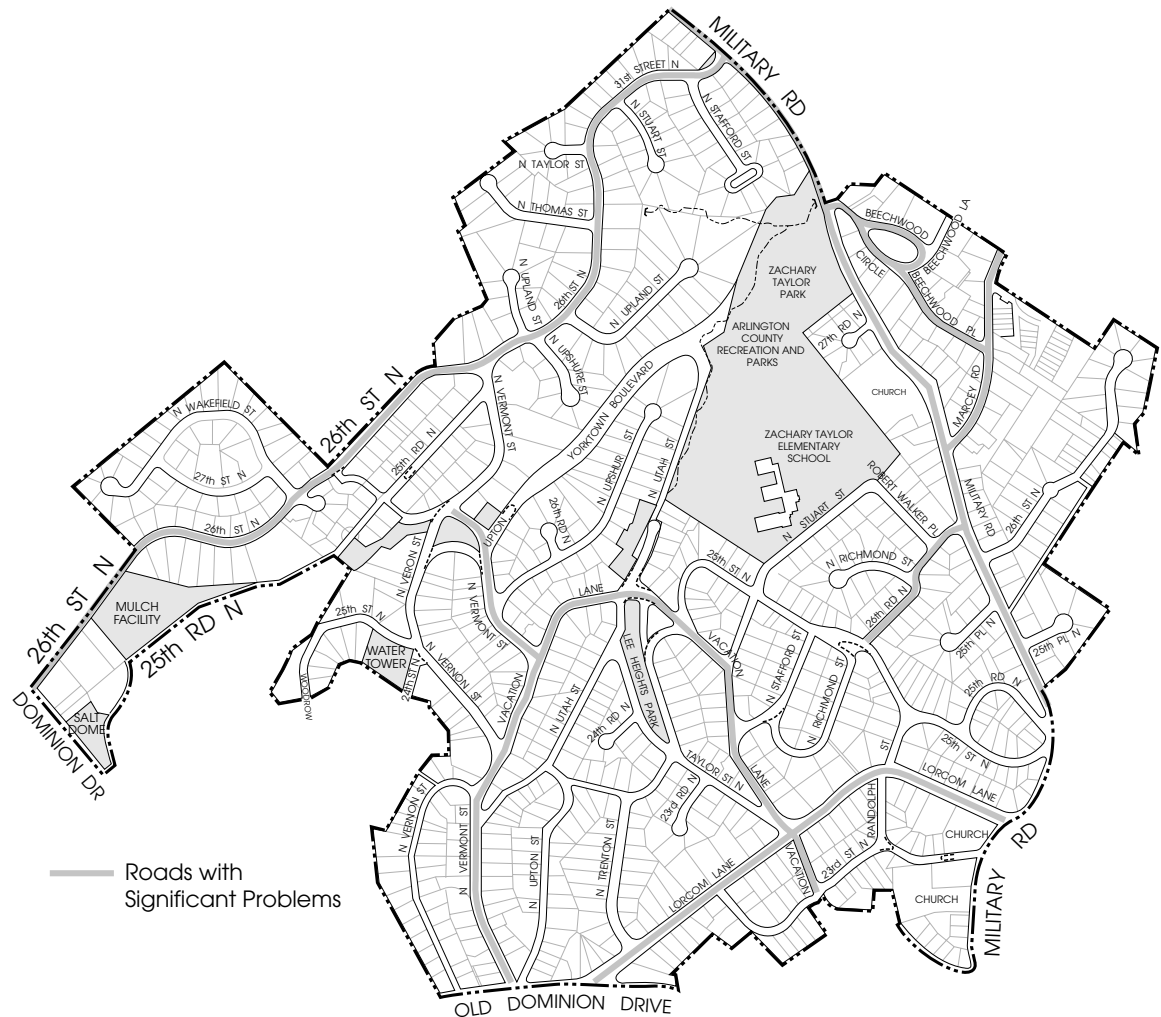 MILITARY RD
31st STREET N
N STUART ST
N STAFFORD ST
N TAYLOR ST
N THOMAS ST
BEECHWOOD
BEECHWOOD LA
CIRCLE
BEECHWOOD PL
N UPLAND ST
26th ST N
N UPLAND ST
ZACHARY
TAYLOR
PARK
ARLINGTON
COUNTY
RECREATION AND
PARKS
27th RD N
CHURCH
MARCEY RD
N UPSHURE ST
N VERMONT ST
YORKTOWN BOULEVARD
26th ST N
N WAKEFIELD ST
25th RD N
N UPSHUR ST
N UTAH ST
ZACHARY TAYLOR
ELEMENTARY
SCHOOL
ROBERT WALKER PL
27th ST N
26th ST N
26th RD N
UPTON
N STUART ST
MILITARY RD
26th ST N
N VERON ST
N VERMONT ST
25th ST N
N RICHMOND ST
26th RD N
26th ST N
MULCH
FACILITY
25th RD N
25th ST N
LANE
LEE HEIGHTS PARK
VACATION
25th PL N
25th PL N
WATER
TOWER
24th ST N
N VERNON ST
WOODROW
VACATION
N UTAH ST
24th RD N
N STAFFORD ST
N RICHMOND ST
25th RD N
SALT
DOME
DOMINION DR
TAYLOR ST N
LANE
25th ST N
LORCOM LANE
N VERNON ST
N VERMONT ST
N UPTON ST
N TRENTON ST
23rd RD N
RANDOLPH ST
CHURCH
RD
LORCOM LANE
VACATION
23rd ST N
CHURCH
MILITARY
Roads with
Significant Problems
OLD DOMINION DRIVE